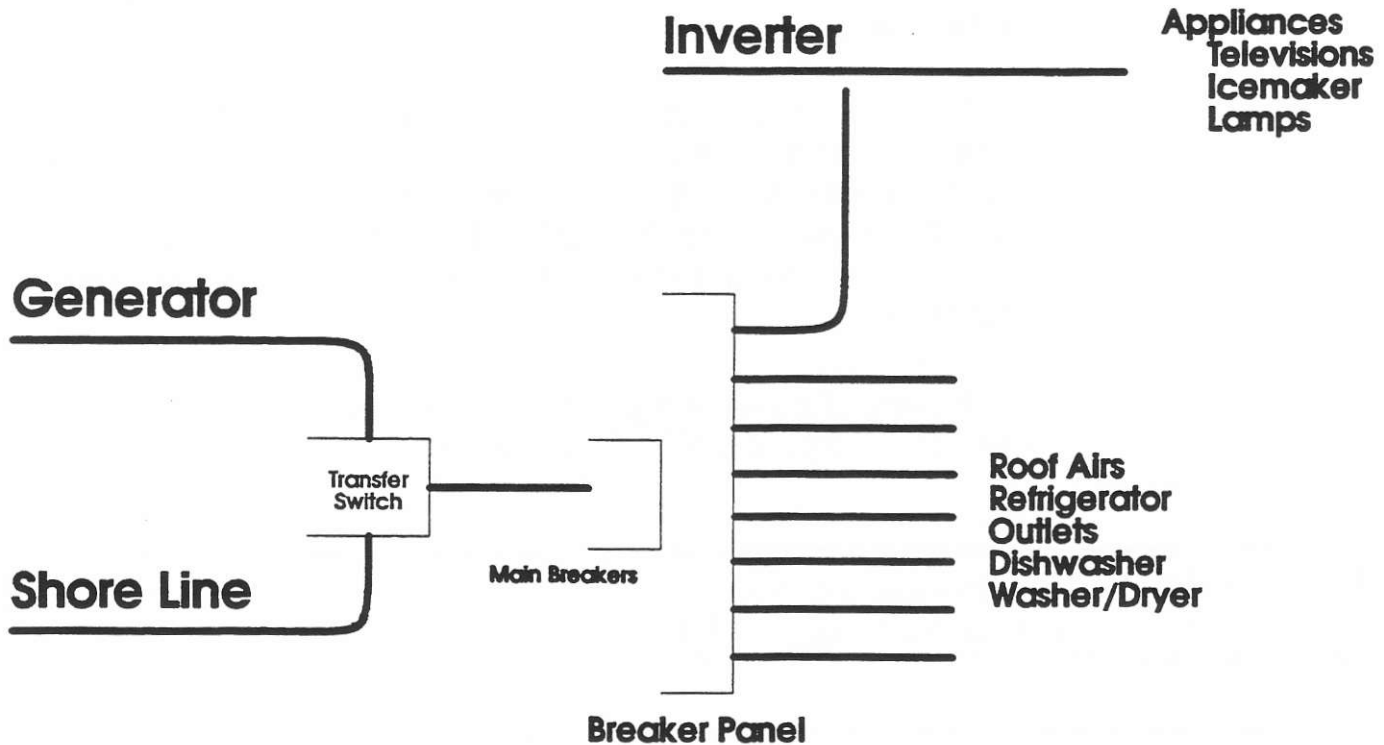 Inverter
Appliances
Televisions
Icemaker
Lamps
Generator
Transfer
Switch
Shore Line
Main Breakers
Roof Airs
Refrigerator
Outlets
Dishwasher
Washer/Dryer
Breaker Panel